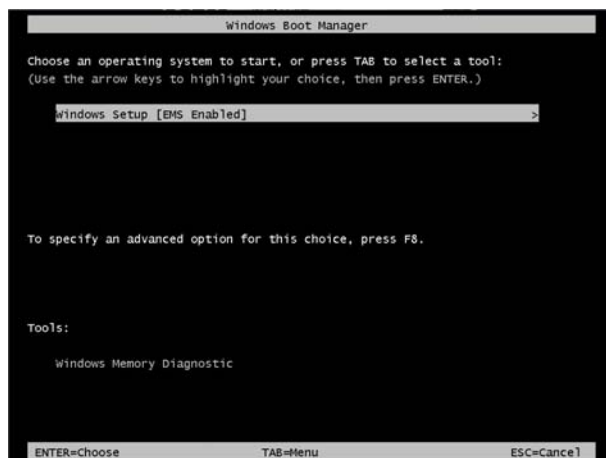 Windows Boot Manager
Choose an operating system to start, or press TAB to select a tool:
(Use the arrow keys to highlight your choice, then press ENTER.)
Windows Setup [EMS Enabled] >
To specify an advanced option for this choice, press F8.
Tools:
Windows Memory Diagnostic
ENTER=Choose TAB=Menu ESC=Cancel